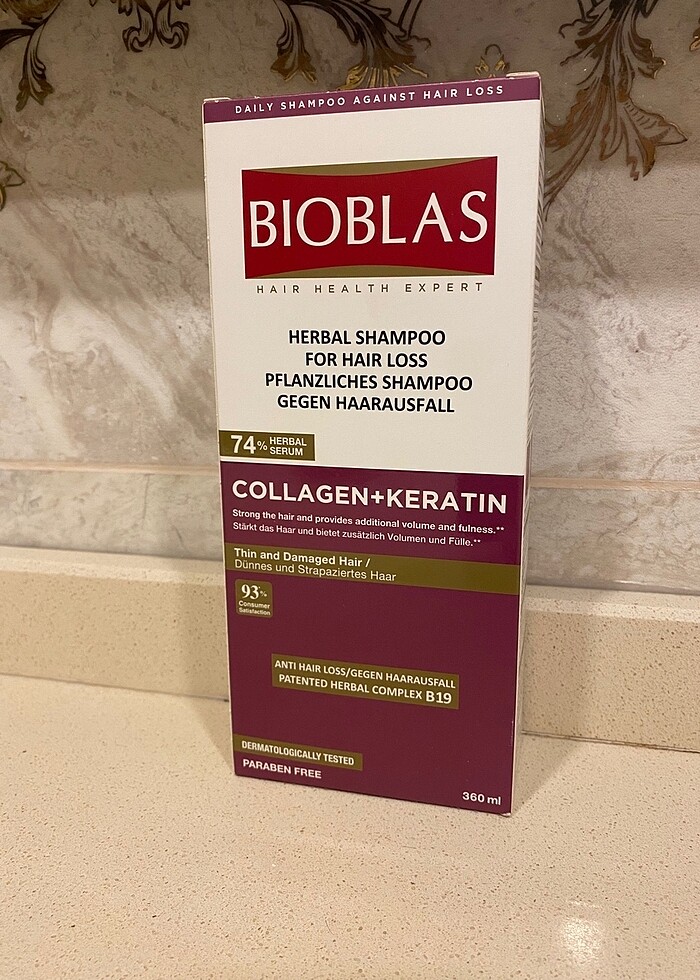 DAILY SHAMPOO AGAINST HAIR LOSS
BIOBLAS
HAIR HEALTH EXPERT
HERBAL SHAMPOO
FOR HAIR LOSS
PFLANZLICHES SHAMPOO
GEGEN HAARAUSFALL
74% HERBAL
SERUM
COLLAGEN+KERATIN
Strong the hair and provides additional volume and fulness.**
Stärkt das Haar und bietet zusätzlich Volumen und Fülle.**
Thin and Damaged Hair /
Dünnes und Strapaziertes Haar
93%
Consumer
Satisfaction
ANTI HAIR LOSS/GEGEN HAARAUSFALL
PATENTED HERBAL COMPLEX B19
DERMATOLOGICALLY TESTED
PARABEN FREE
360 ml